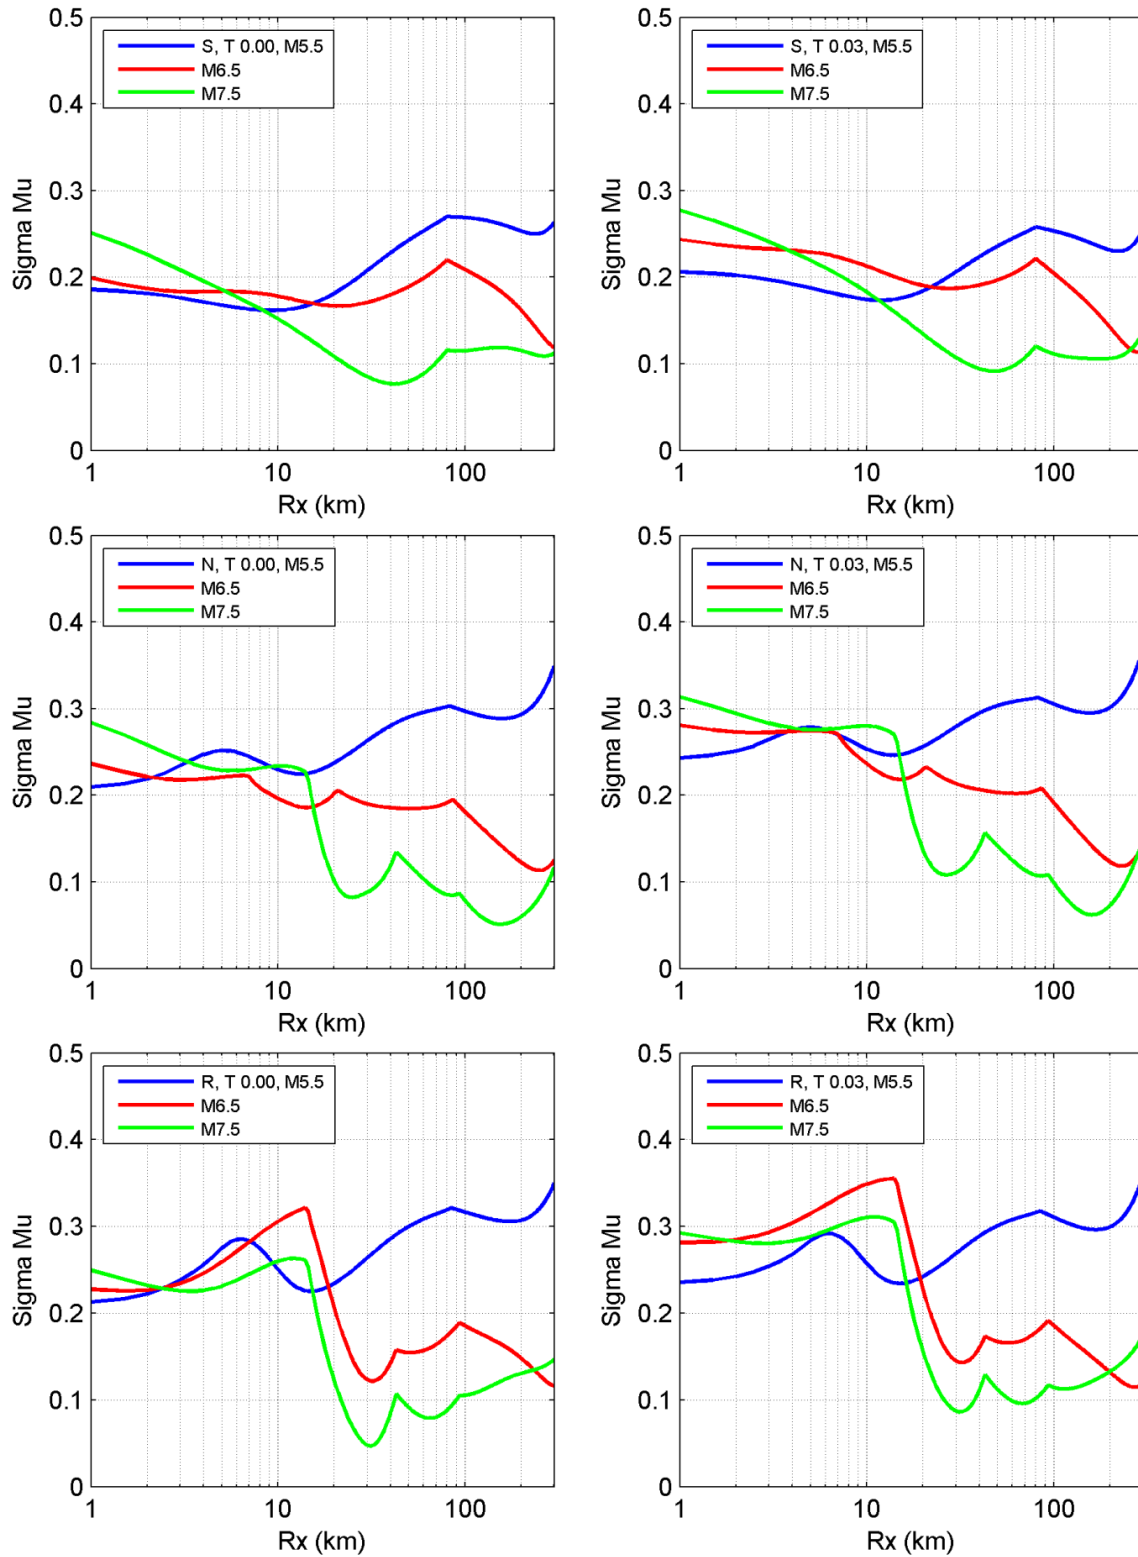 0.5
S, T 0.00, M5.5
M6.5
M7.5
0.4
0.3
0.2
0.1
0
Sigma Mu
1
10
100
Rx (km)
0.5
S, T 0.03, M5.5
M6.5
M7.5
0.4
0.3
0.2
0.1
0
Sigma Mu
1
10
100
Rx (km)
0.5
N, T 0.00, M5.5
M6.5
M7.5
0.4
0.3
0.2
0.1
0
Sigma Mu
1
10
100
Rx (km)
0.5
N, T 0.03, M5.5
M6.5
M7.5
0.4
0.3
0.2
0.1
0
Sigma Mu
1
10
100
Rx (km)
0.5
R, T 0.00, M5.5
M6.5
M7.5
0.4
0.3
0.2
0.1
0
Sigma Mu
1
10
100
Rx (km)
0.5
R, T 0.03, M5.5
M6.5
M7.5
0.4
0.3
0.2
0.1
0
Sigma Mu
1
10
100
Rx (km)